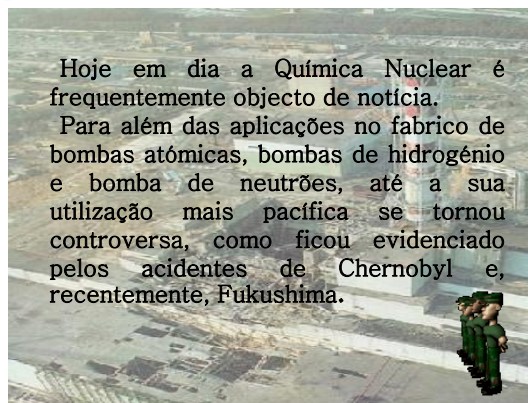 Hoje em dia a Química Nuclear é
frequentemente objecto de notícia.
Para além das aplicações no fabrico de
bombas atómicas, bombas de hidrogénio
e bomba de neutrões, até a sua
utilização mais pacífica se tornou
controversa, como ficou evidenciado
pelos acidentes de Chernobyl e,
recentemente, Fukushima.